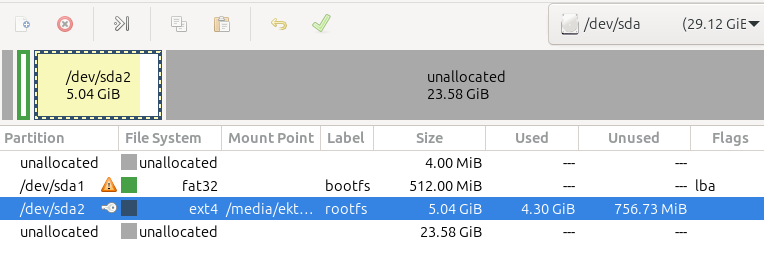 /dev/sda (29.12 GiB
/dev/sda2
5.04 GiB
unallocated
23.58 GiB
Partition File System Mount Point Label Size Used Unused Flags
unallocated unallocated 4.00 MiB --- ---
/dev/sda1 fat32 bootfs 512.00 MiB --- --- lba
/dev/sda2 ext4 /media/ekt... rootfs 5.04 GiB 4.30 GiB 756.73 MiB
unallocated unallocated 23.58 GiB --- ---